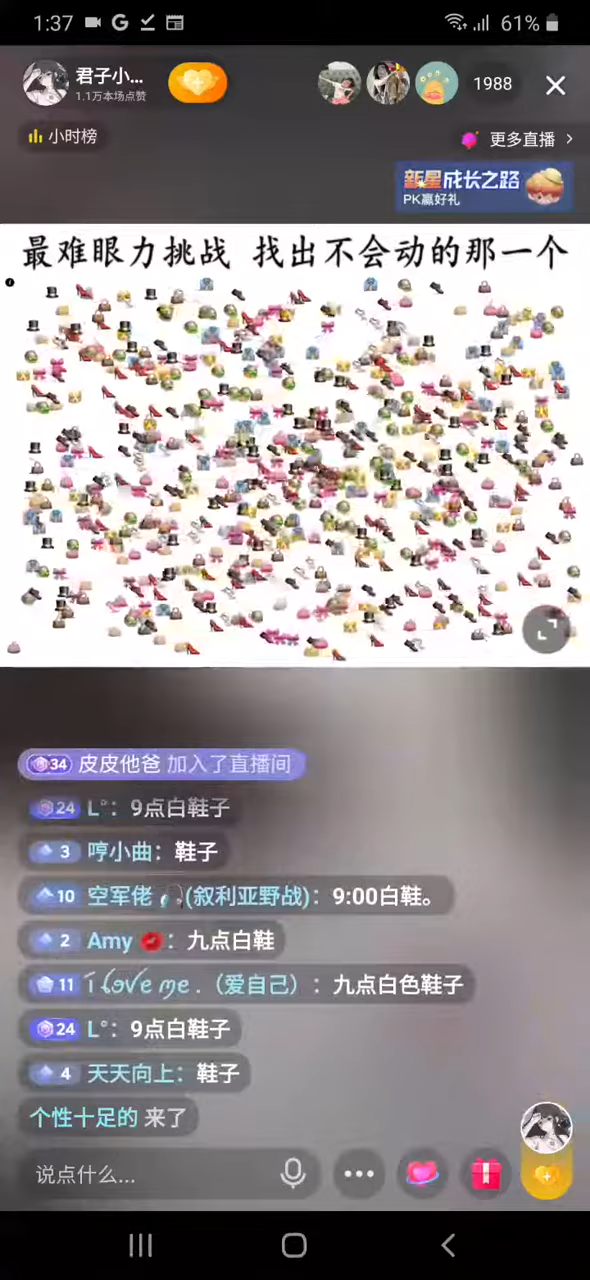 1:37
61%
君子小...
1.1万本场点赞
1988
小时榜
更多直播
新星成长之路
PK赢好礼
最难眼力挑战 找出不会动的那一个
34 皮皮他爸 加入了直播间
24 L°：9点白鞋子
3 哼小曲：鞋子
10 空军佬 (叙利亚野战)：9:00白鞋。
2 Amy 💋：九点白鞋
11 i love me .（爱自己）：九点白色鞋子
24 L°：9点白鞋子
4 天天向上：鞋子
个性十足的 来了
说点什么...